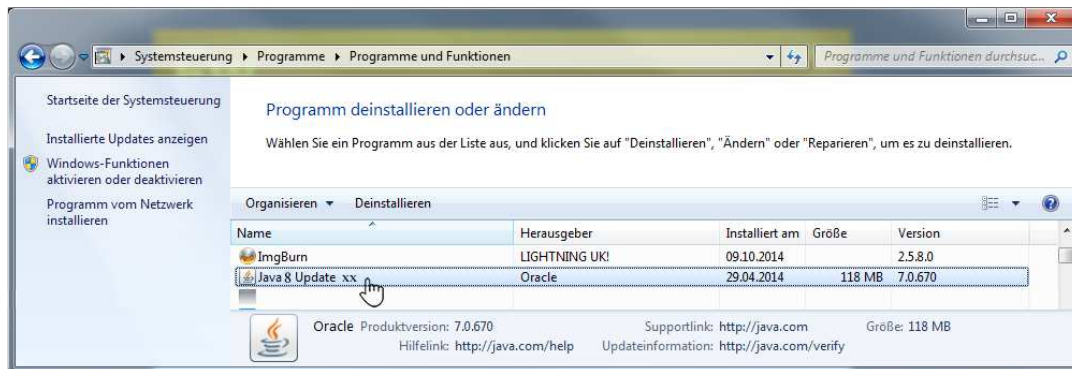 Systemsteuerung ▸ Programme ▸ Programme und Funktionen
Programme und Funktionen durchsuc...
Startseite der Systemsteuerung
Installierte Updates anzeigen
Windows-Funktionen
aktivieren oder deaktivieren
Programm vom Netzwerk
installieren
Programm deinstallieren oder ändern
Wählen Sie ein Programm aus der Liste aus, und klicken Sie auf "Deinstallieren", "Ändern" oder "Reparieren", um es zu deinstallieren.
Organisieren Deinstallieren
Name Herausgeber Installiert am Größe Version
ImgBurn LIGHTNING UK! 09.10.2014 2.5.8.0
Java 8 Update xx Oracle 29.04.2014 118 MB 7.0.670
Oracle Produktversion: 7.0.670 Supportlink: http://java.com Größe: 118 MB
Hilfelink: http://java.com/help Updateinformation: http://java.com/verify